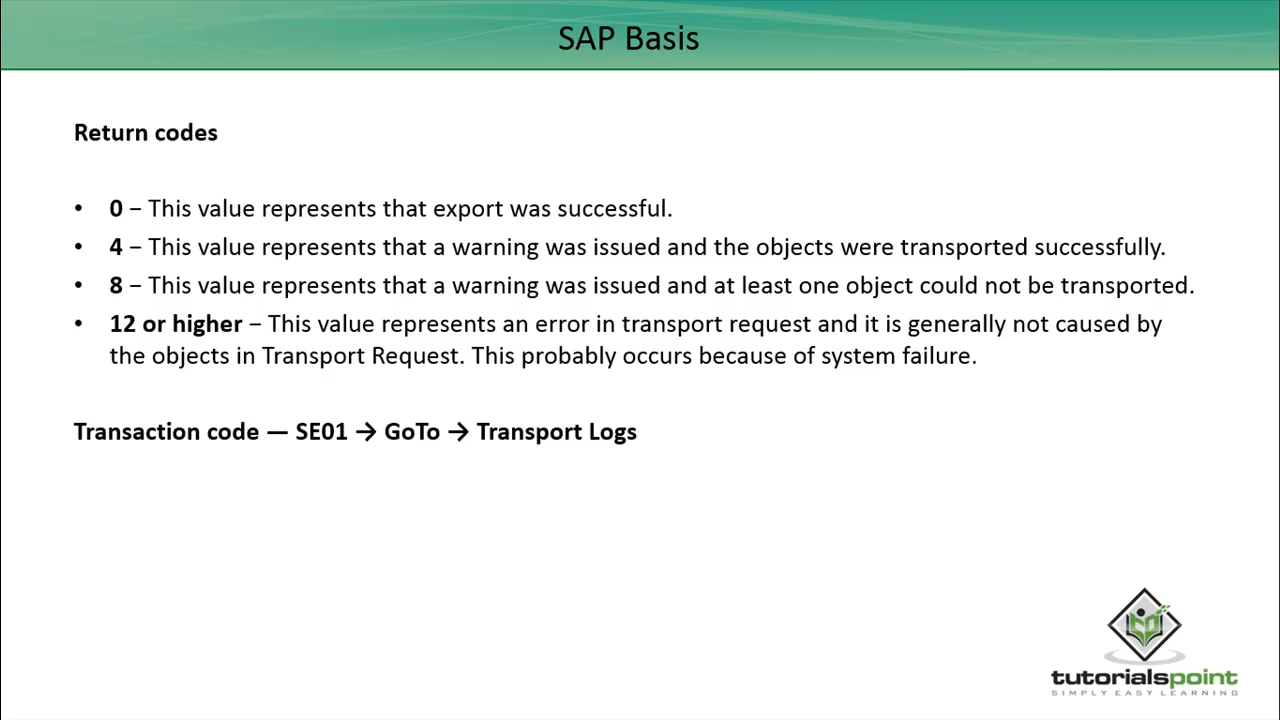 SAP Basis
Return codes
• 0 − This value represents that export was successful.
• 4 − This value represents that a warning was issued and the objects were transported successfully.
• 8 − This value represents that a warning was issued and at least one object could not be transported.
• 12 or higher − This value represents an error in transport request and it is generally not caused by
the objects in Transport Request. This probably occurs because of system failure.
Transaction code — SE01 → GoTo → Transport Logs
tutorialspoint
SIMPLY EASY LEARNING